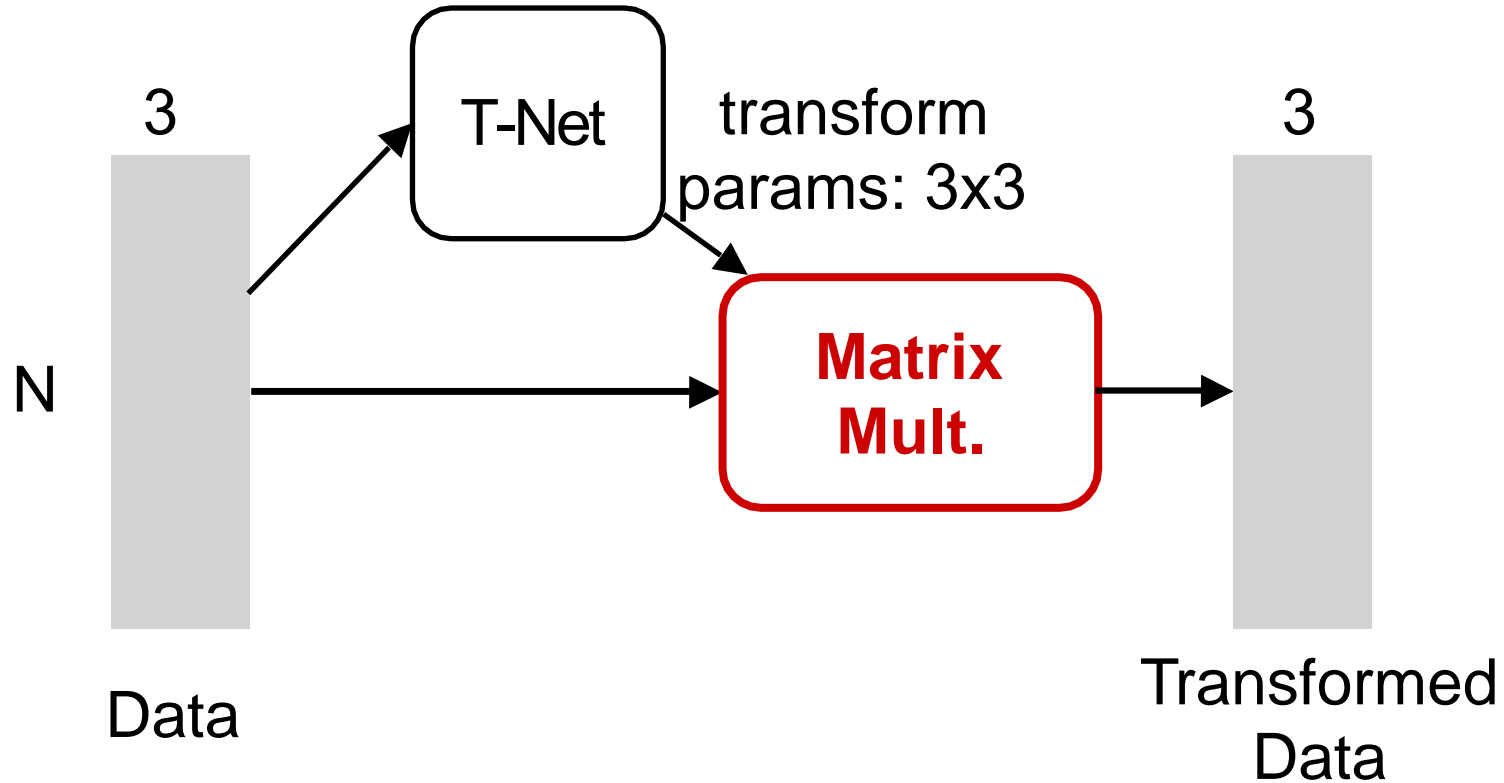 3
T-Net
transform
params: 3x3
3
N
Matrix
Mult.
Data
Transformed
Data